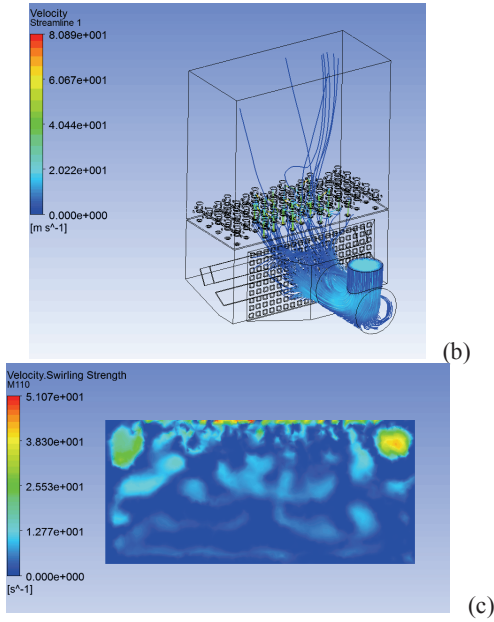 Velocity
Streamline 1
8.089e+001
6.067e+001
4.044e+001
2.022e+001
0.000e+000
[m s^-1]
(b)
Velocity.Swirling Strength
M110
5.107e+001
3.830e+001
2.553e+001
1.277e+001
0.000e+000
[s^-1]
(c)